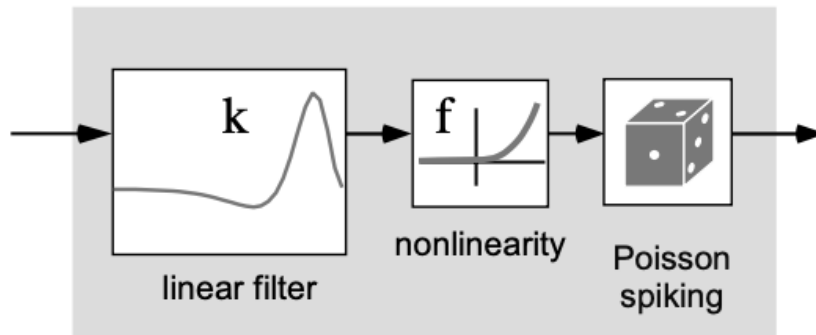 k
f
linear filter
nonlinearity
Poisson
spiking